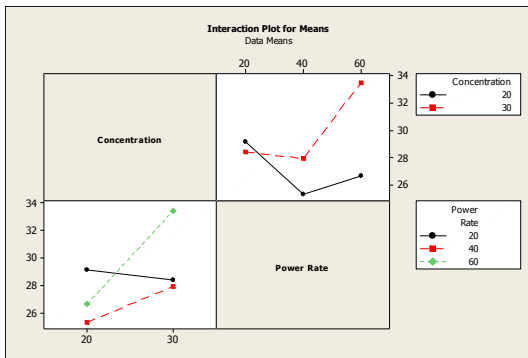 Interaction Plot for Means
Data Means
20 40 60
34
32
30
28
26
Concentration
Concentration
20
30
34
32
30
28
26
20 30
Power Rate
Power
Rate
20
40
60